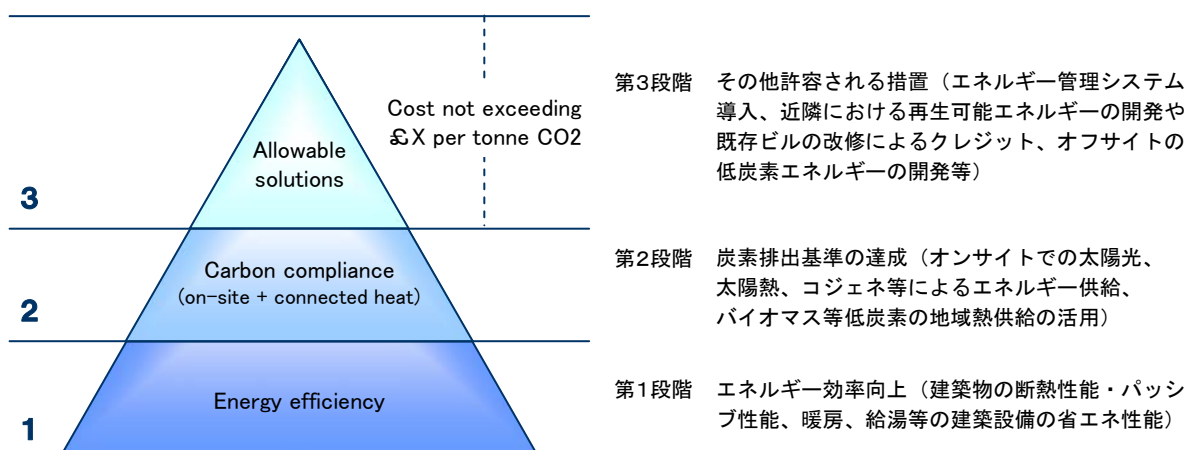 Cost not exceeding
£X per tonne CO2
Allowable
solutions
3
第3段階 その他許容される措置（エネルギー管理システム
導入、近隣における再生可能エネルギーの開発や
既存ビルの改修によるクレジット、オフサイトの
低炭素エネルギーの開発等）
Carbon compliance
(on-site + connected heat)
2
第2段階 炭素排出基準の達成（オンサイトでの太陽光、
太陽熱、コジェネ等によるエネルギー供給、
バイオマス等低炭素の地域熱供給の活用）
Energy efficiency
1
第1段階 エネルギー効率向上（建築物の断熱性能・パッシ
ブ性能、暖房、給湯等の建築設備の省エネ性能）